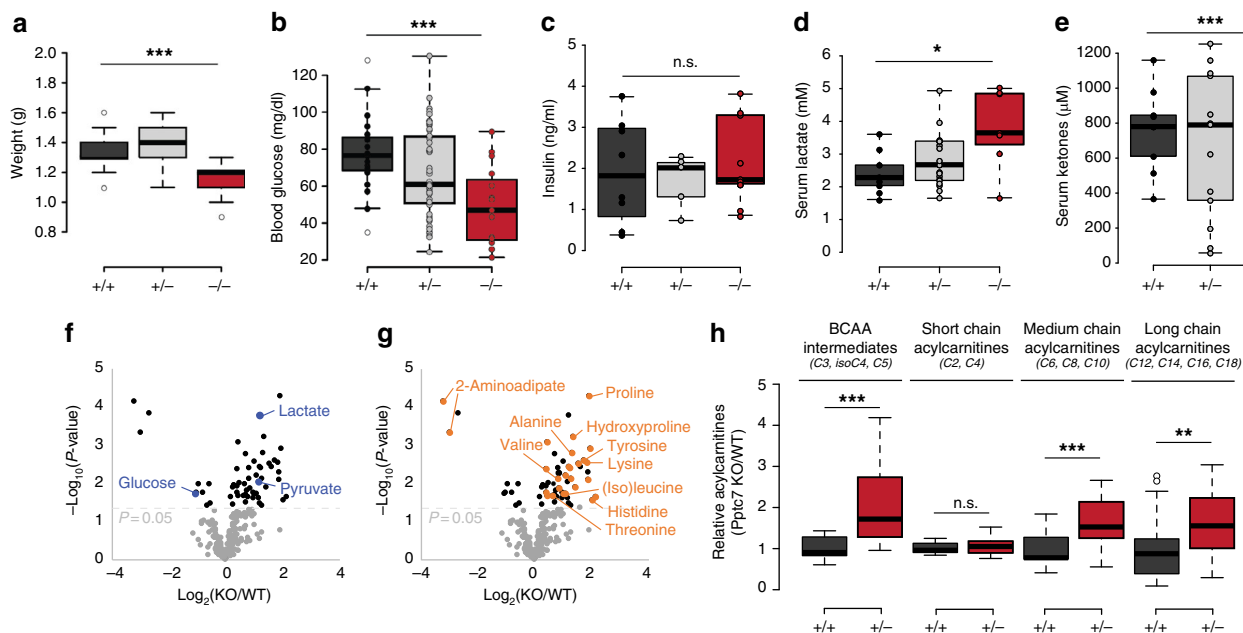 a
***
Weight (g)
2.0
1.8
1.6
1.4
1.2
1.0
0.8
+/+
+/−
−/−
b
***
Blood glucose (mg/dl)
120
100
80
60
40
20
+/+
+/−
−/−
c
n.s.
Insulin (ng/ml)
5
4
3
2
1
0
+/+
+/−
−/−
d
*
Serum lactate (mM)
6
5
4
3
2
1
0
+/+
+/−
−/−
e
***
Serum ketones (µM)
1200
1000
800
600
400
200
0
+/+
+/−
f
−Log10(P-value)
5
4
3
2
1
0
Lactate
Glucose
Pyruvate
P = 0.05
−4
−2
0
2
4
Log2(KO/WT)
g
−Log10(P-value)
5
4
3
2
1
0
2-Aminoadipate
Proline
Alanine
Hydroxyproline
Valine
Tyrosine
Lysine
(Iso)leucine
Histidine
Threonine
P = 0.05
−4
−2
0
2
4
Log2(KO/WT)
h
BCAA
intermediates
(C3, isoC4, C5)
Short chain
acylcarnitines
(C2, C4)
Medium chain
acylcarnitines
(C6, C8, C10)
Long chain
acylcarnitines
(C12, C14, C16, C18)
Relative acylcarnitines
(Pptc7 KO/WT)
5
4
3
2
1
0
***
n.s.
***
**
+/+
+/−
+/+
+/−
+/+
+/−
+/+
+/−